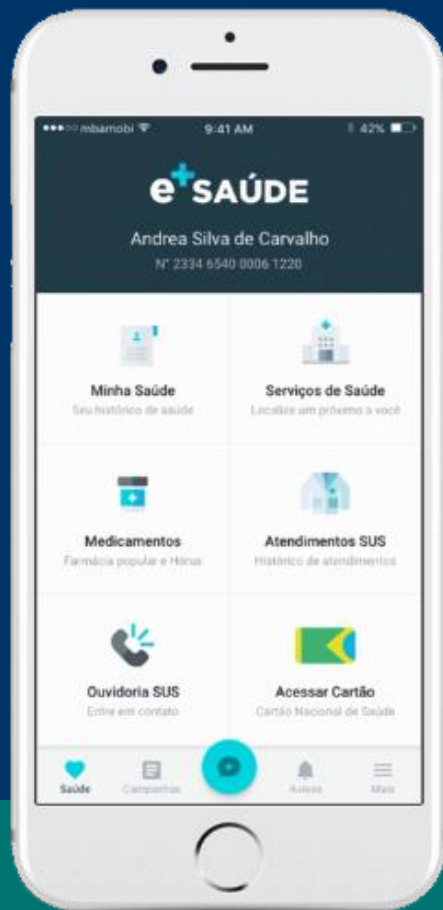 mbamobi 9:41 AM 42%
e+SAÚDE
Andrea Silva de Carvalho
N° 2334 6540 0006 1220
Minha Saúde
Seu histórico de saúde
Serviços de Saúde
Localize um próximo a você
Medicamentos
Farmácia popular e Hórus
Atendimentos SUS
Histórico de atendimentos
Ouvidoria SUS
Entre em contato
Acessar Cartão
Cartão Nacional de Saúde
Saúde
Campanhas
Avisos
Mais